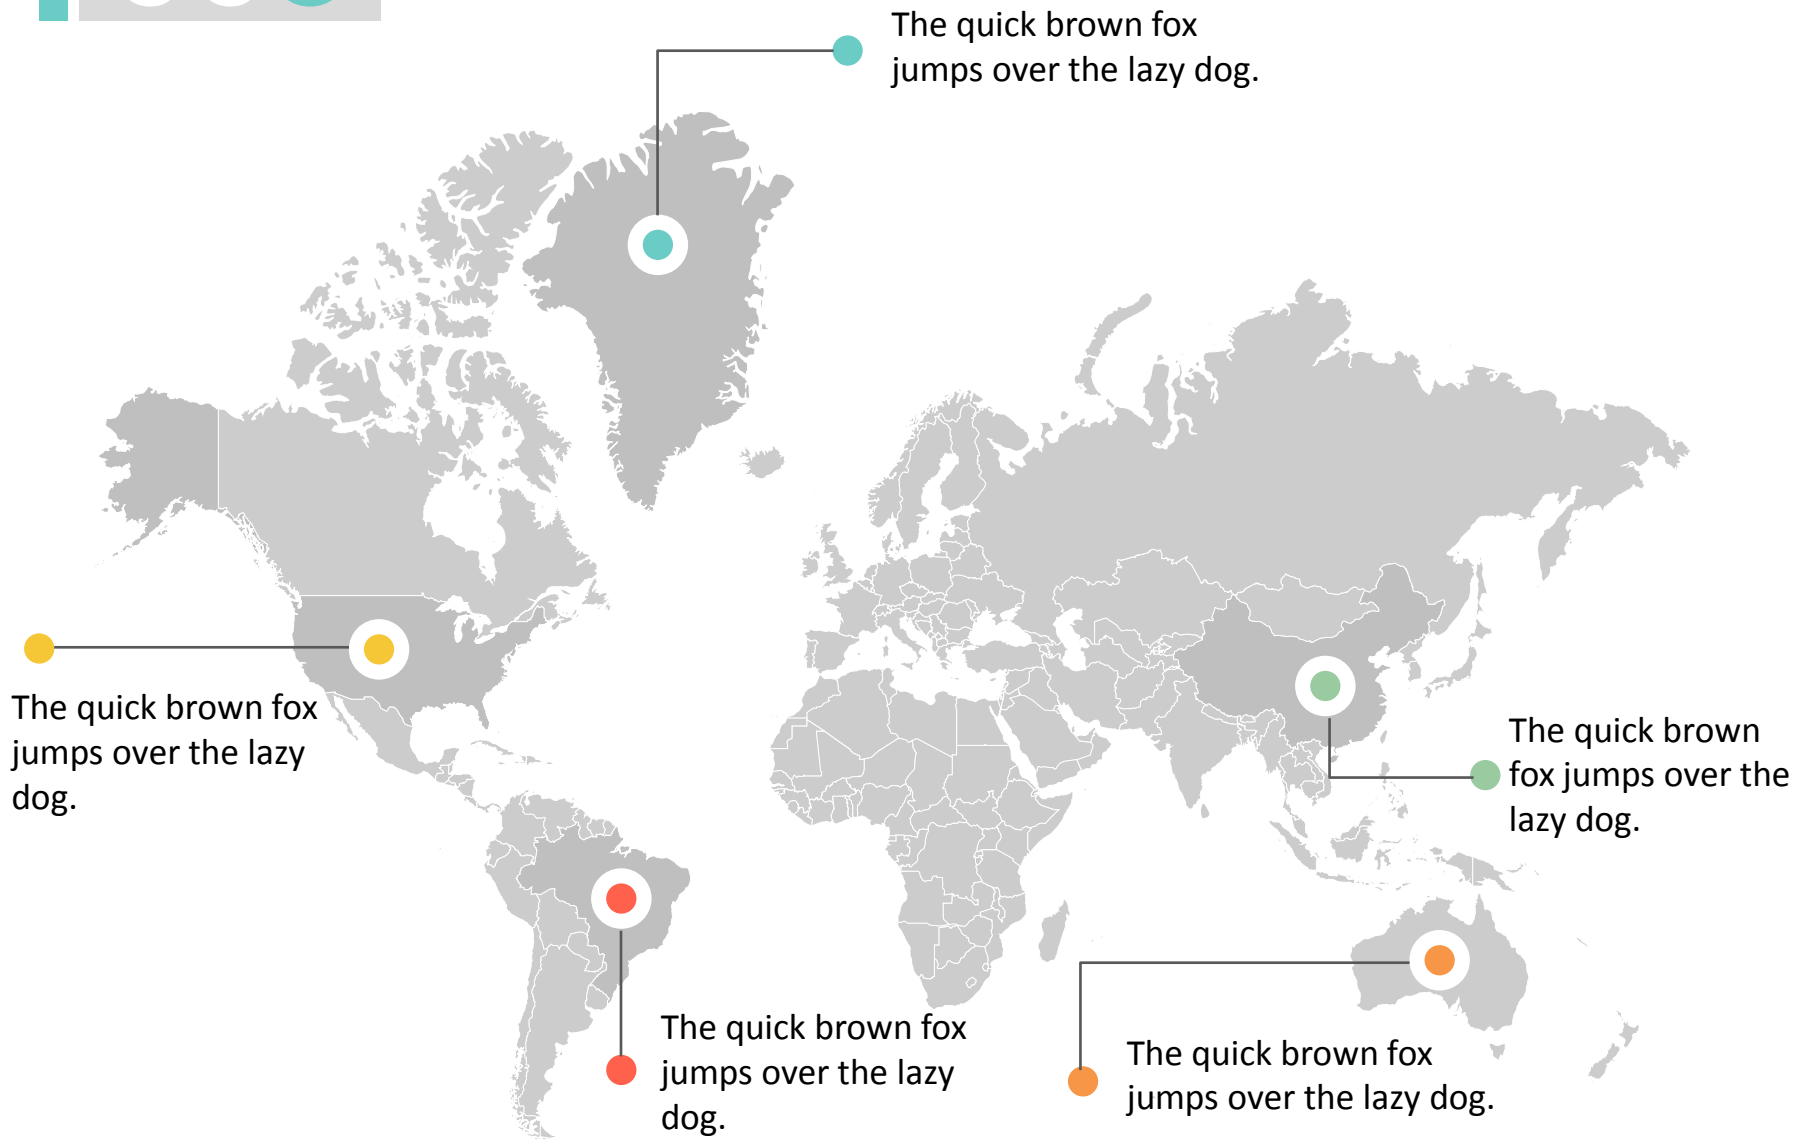 The quick brown fox
jumps over the lazy dog.
The quick brown fox
jumps over the lazy
dog.
The quick brown
fox jumps over the
lazy dog.
The quick brown fox
jumps over the lazy
dog.
The quick brown fox
jumps over the lazy dog.